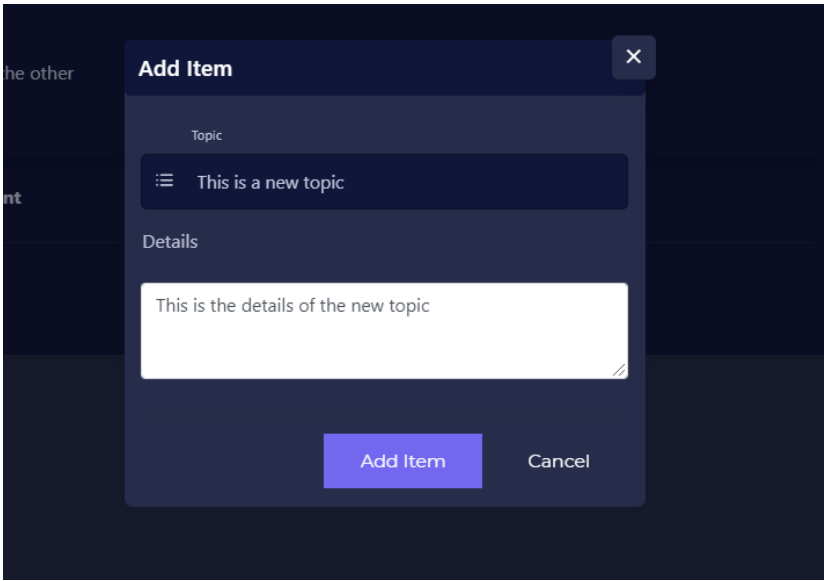 the other
Add Item
Topic
This is a new topic
nt
Details
This is the details of the new topic
Add Item
Cancel